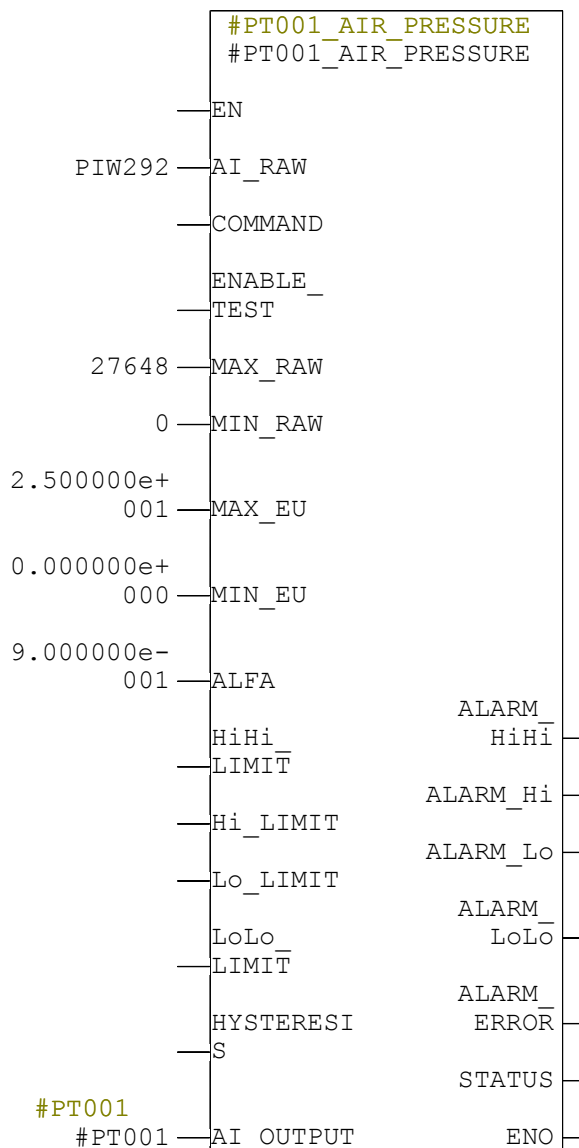 #PT001_AIR_PRESSURE
#PT001_AIR_PRESSURE
EN
PIW292 AI_RAW
COMMAND
ENABLE_
TEST
27648 MAX_RAW
0 MIN_RAW
2.500000e+
001 MAX_EU
0.000000e+
000 MIN_EU
9.000000e-
001 ALFA
ALARM_
HiHi_ HiHi
LIMIT
ALARM_Hi
Hi_LIMIT
ALARM_Lo
Lo_LIMIT
ALARM_
LoLo_ LoLo
LIMIT
ALARM_
HYSTERESI ERROR
S
STATUS
#PT001
#PT001 AI_OUTPUT ENO